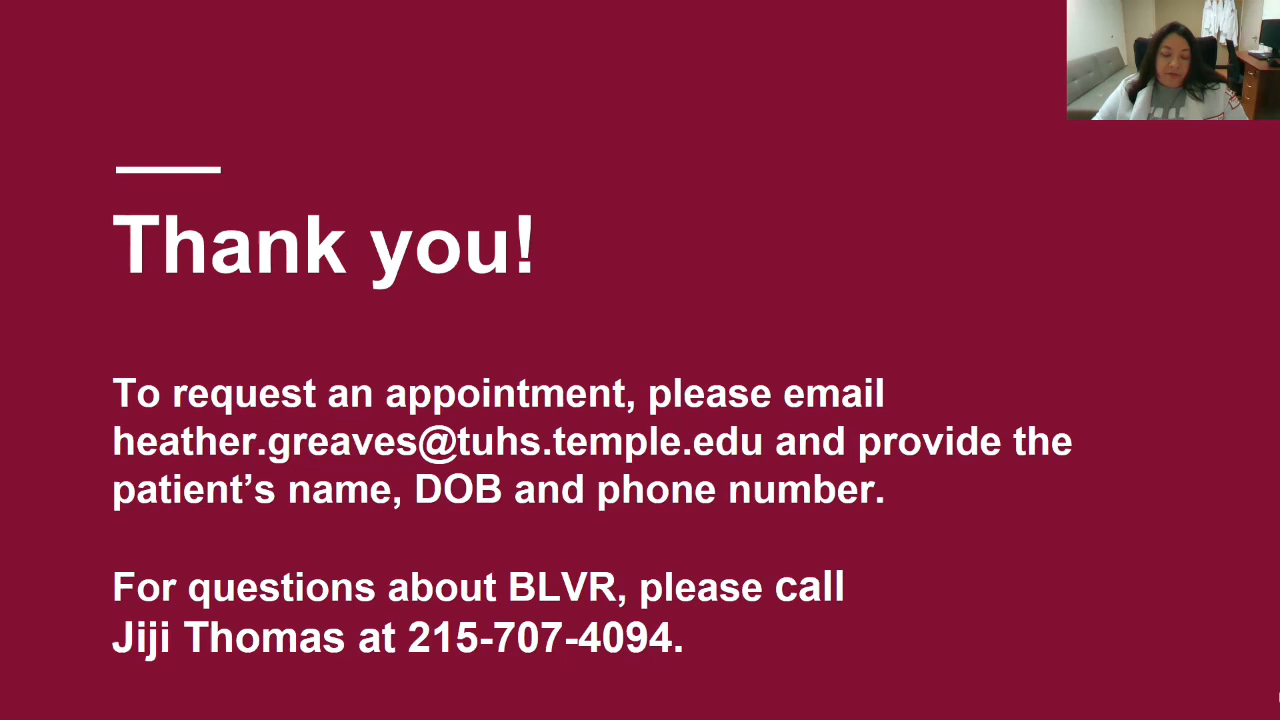 Thank you!
To request an appointment, please email
heather.greaves@tuhs.temple.edu and provide the
patient’s name, DOB and phone number.
For questions about BLVR, please call
Jiji Thomas at 215-707-4094.